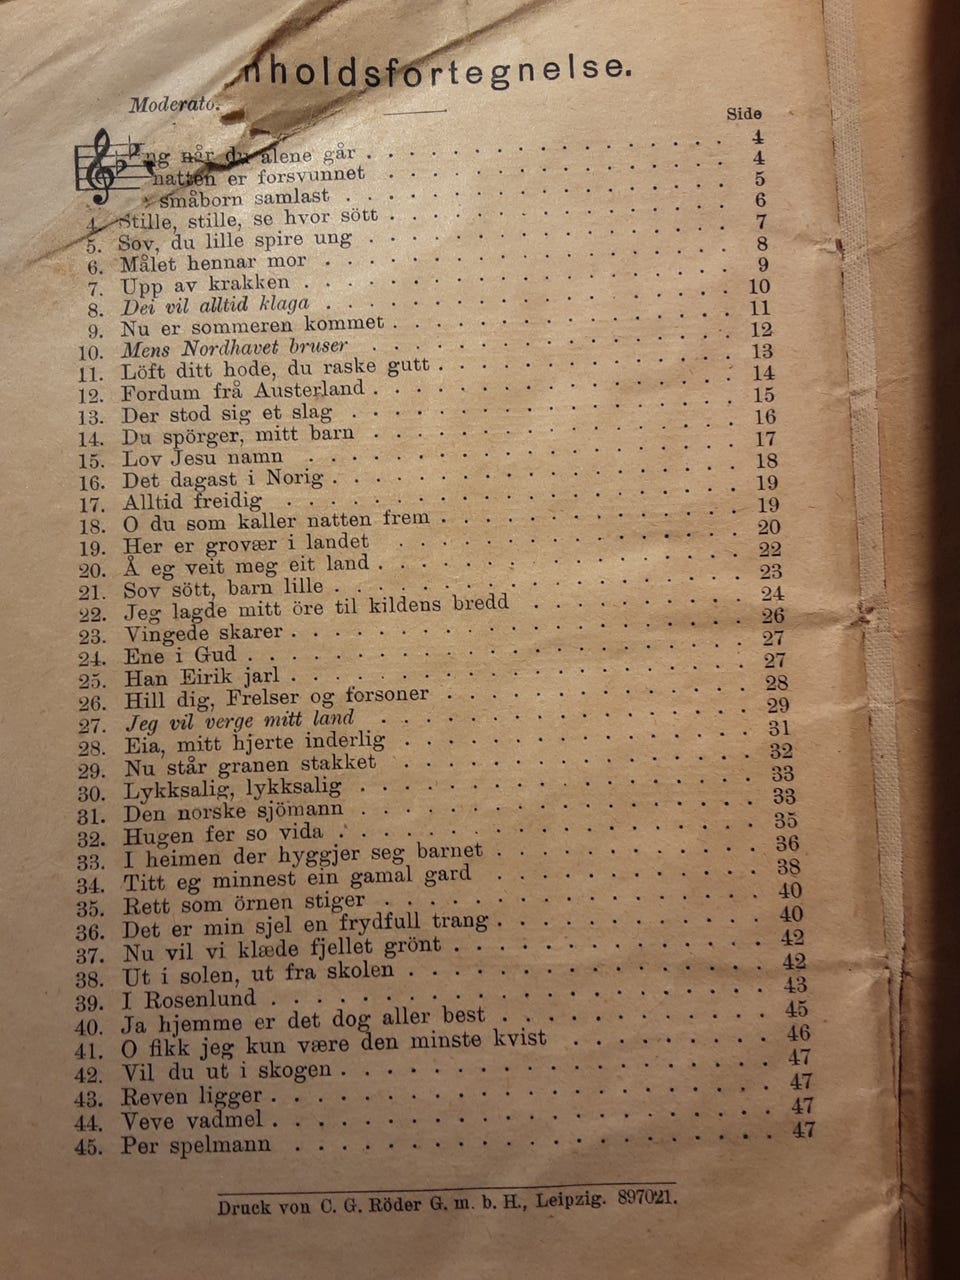 nholdsfortegnelse.
Moderato.
Side
ng når du alene går . . . . . . . . . . . . . 4
natten er forsvunnet . . . . . . . . . . . . . 4
småborn samlast . . . . . . . . . . . . . 5
4. Stille, stille, se hvor sött . . . . . . . . . . . . . 6
5. Sov, du lille spire ung . . . . . . . . . . . . . 7
6. Målet hennar mor . . . . . . . . . . . . . 8
7. Upp av krakken . . . . . . . . . . . . . 9
8. Dei vil alltid klaga . . . . . . . . . . . . . 10
9. Nu er sommeren kommet . . . . . . . . . . . . . 11
10. Mens Nordhavet bruser . . . . . . . . . . . . . 12
11. Löft ditt hode, du raske gutt . . . . . . . . . . . . . 13
12. Fordum frå Austerland . . . . . . . . . . . . . 14
13. Der stod sig et slag . . . . . . . . . . . . . 15
14. Du spörger, mitt barn . . . . . . . . . . . . . 16
15. Lov Jesu namn . . . . . . . . . . . . . 17
16. Det dagast i Norig . . . . . . . . . . . . . 18
17. Alltid freidig . . . . . . . . . . . . . 19
18. O du som kaller natten frem . . . . . . . . . . . . . 19
19. Her er grovær i landet . . . . . . . . . . . . . 20
20. Å eg veit meg eit land . . . . . . . . . . . . . 22
21. Sov sött, barn lille . . . . . . . . . . . . . 23
22. Jeg lagde mitt öre til kildens bredd . . . . . . . . . . 24
23. Vingede skarer . . . . . . . . . . . . . 26
24. Ene i Gud . . . . . . . . . . . . . 27
25. Han Eirik jarl . . . . . . . . . . . . . 27
26. Hill dig, Frelser og forsoner . . . . . . . . . . . . . 28
27. Jeg vil verge mitt land . . . . . . . . . . . . . 29
28. Eia, mitt hjerte inderlig . . . . . . . . . . . . . 31
29. Nu står granen stakket . . . . . . . . . . . . . 32
30. Lykksalig, lykksalig . . . . . . . . . . . . . 33
31. Den norske sjömann . . . . . . . . . . . . . 33
32. Hugen fer so vida . . . . . . . . . . . . . 35
33. I heimen der hyggjer seg barnet . . . . . . . . . . . . 36
34. Titt eg minnest ein gamal gard . . . . . . . . . . . . 38
35. Rett som örnen stiger . . . . . . . . . . . . . 40
36. Det er min sjel en frydfull trang . . . . . . . . . . . . 40
37. Nu vil vi klæde fjellet grönt . . . . . . . . . . . . . 42
38. Ut i solen, ut fra skolen . . . . . . . . . . . . . 42
39. I Rosenlund . . . . . . . . . . . . . 43
40. Ja hjemme er det dog aller best . . . . . . . . . . . . 45
41. O fikk jeg kun være den minste kvist . . . . . . . . . 46
42. Vil du ut i skogen . . . . . . . . . . . . . 47
43. Reven ligger . . . . . . . . . . . . . 47
44. Veve vadmel . . . . . . . . . . . . . 47
45. Per spelmann . . . . . . . . . . . . . 47
Druck von C. G. Röder G. m. b. H., Leipzig. 897021.